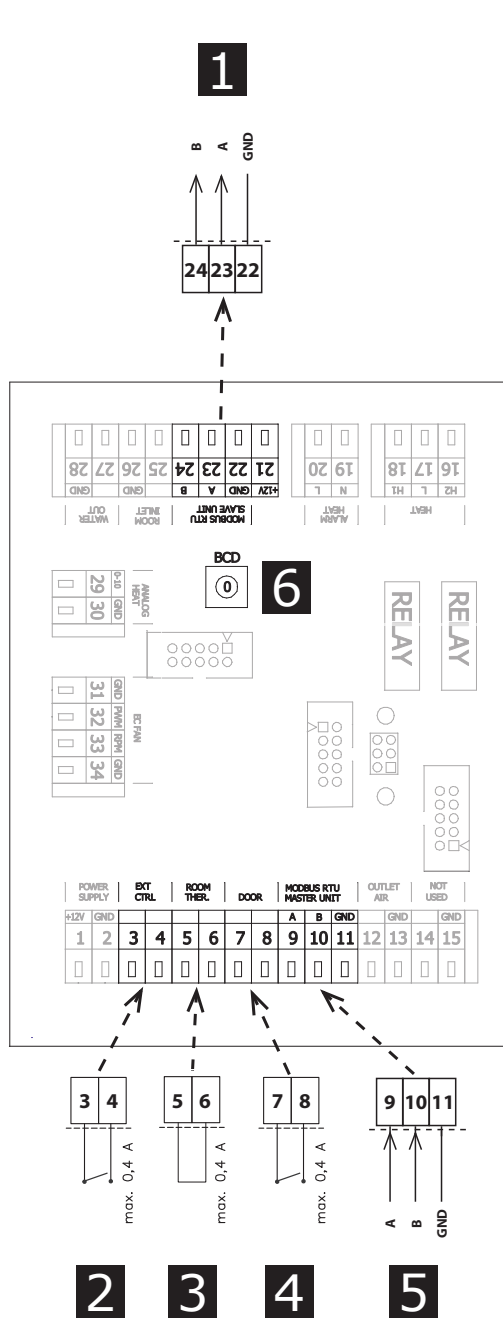 1
B A GND
24 23 22
28 27 26 25 24 23 22 21 20 19 18 17 16
GND GND B A GND +12V L N H1 L H2
WATER OUT
ROOM INLET
MODBUS RTU SLAVE UNIT
ALARM HEAT
HEAT
BCD
0
6
29 0-10
30 GND
ANALOG HEAT
RELAY RELAY
31 GND
32 PWM
33 RPM
34 GND
EC FAN
POWER SUPPLY
EXT CTRL
ROOM THER.
DOOR
MODBUS RTU MASTER UNIT
OUTLET AIR
NOT USED
+12V GND A B GND GND GND
1 2 3 4 5 6 7 8 9 10 11 12 13 14 15
3 4
5 6
7 8
9 10 11
max. 0,4 A
max. 0,4 A
max. 0,4 A
A B GND
2 3 4 5